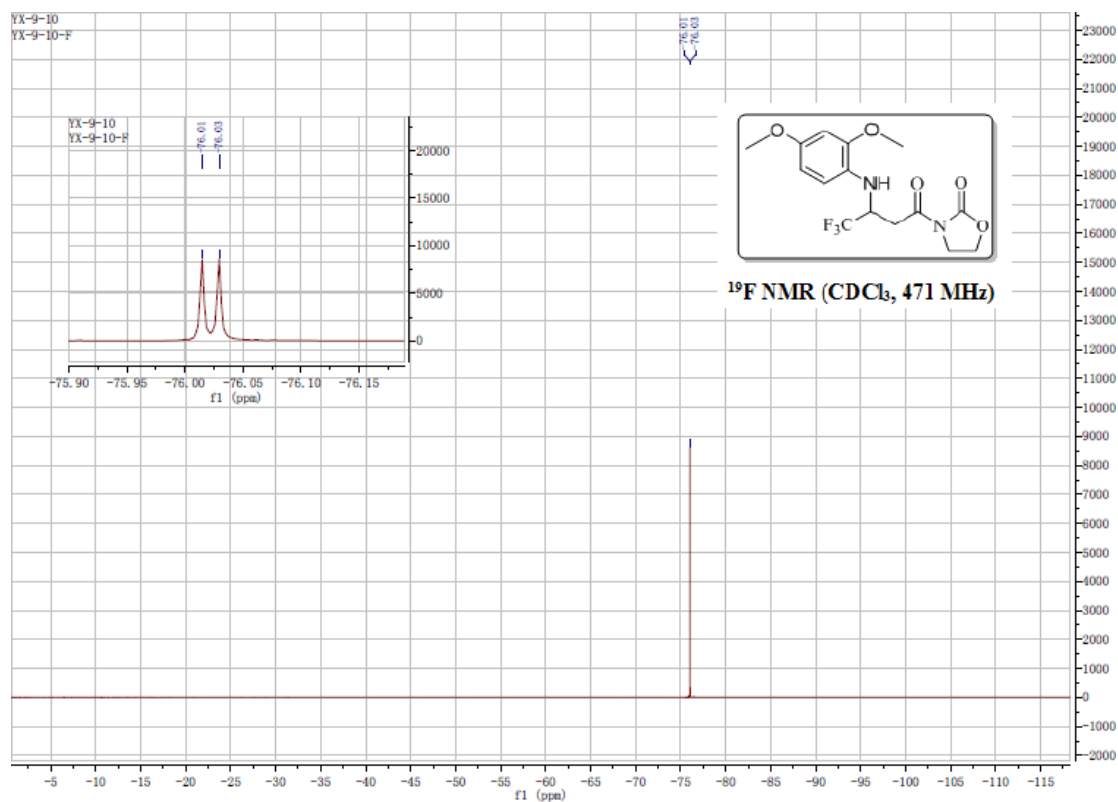 YX-9-10
YX-9-10-F
-76.01
-76.03
23000
22000
21000
20000
19000
18000
17000
16000
15000
14000
13000
12000
11000
10000
9000
8000
7000
6000
5000
4000
3000
2000
1000
0
-1000
-2000
YX-9-10
YX-9-10-F
-76.01
-76.03
20000
15000
10000
5000
0
-75.90 -75.95 -76.00 -76.05 -76.10 -76.15
f1 (ppm)
O O
NH O O
F₃C N O
¹⁹F NMR (CDCl₃, 471 MHz)
-5 -10 -15 -20 -25 -30 -35 -40 -45 -50 -55 -60 -65 -70 -75 -80 -85 -90 -95 -100 -105 -110 -115
f1 (ppm)